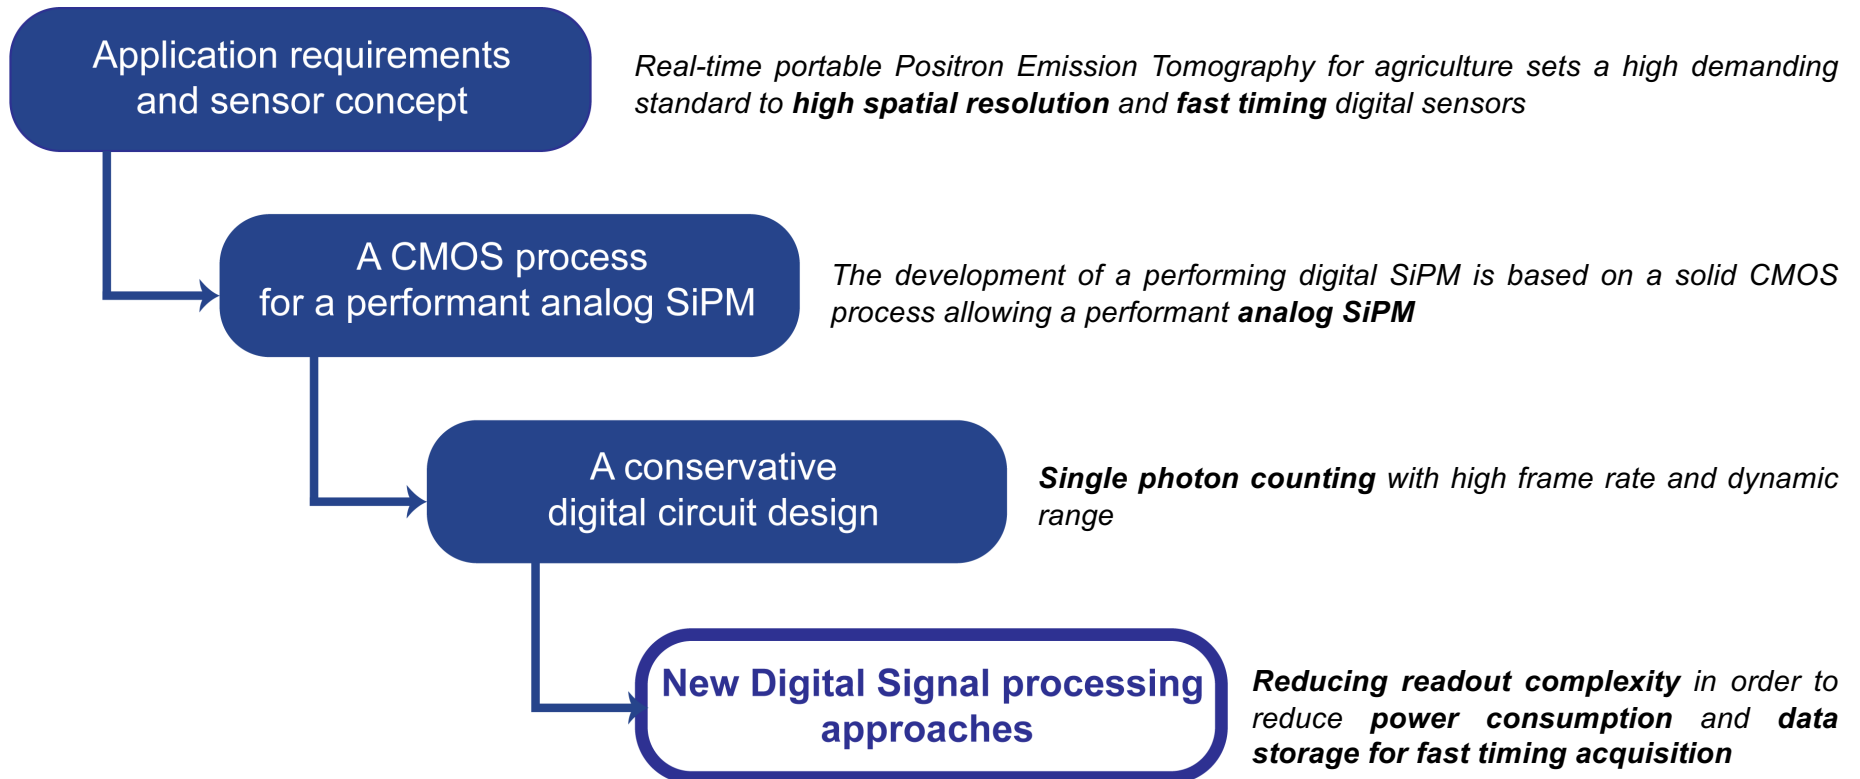 Application requirements
and sensor concept
Real-time portable Positron Emission Tomography for agriculture sets a high demanding
standard to high spatial resolution and fast timing digital sensors
A CMOS process
for a performant analog SiPM
The development of a performing digital SiPM is based on a solid CMOS
process allowing a performant analog SiPM
A conservative
digital circuit design
Single photon counting with high frame rate and dynamic
range
New Digital Signal processing
approaches
Reducing readout complexity in order to
reduce power consumption and data
storage for fast timing acquisition